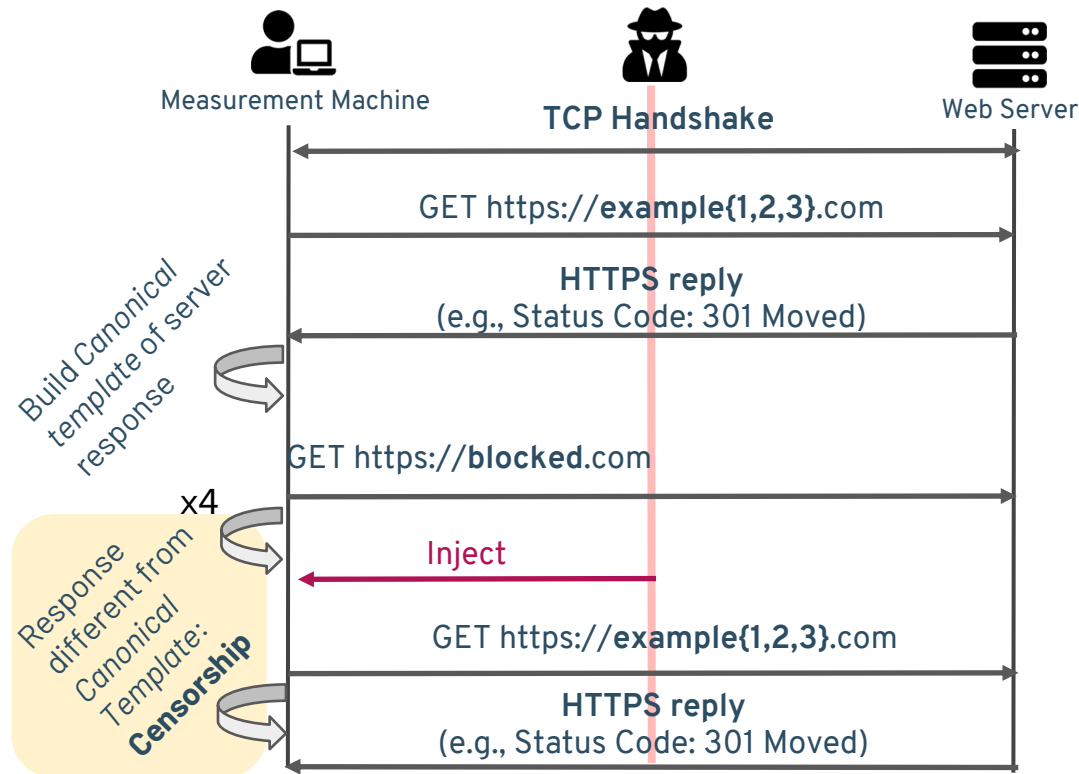 Measurement Machine
Web Server
TCP Handshake
GET https://example{1,2,3}.com
HTTPS reply
(e.g., Status Code: 301 Moved)
Build Canonical
template of server
response
GET https://blocked.com
x4
Inject
Response
different from
Canonical
Template:
Censorship
GET https://example{1,2,3}.com
HTTPS reply
(e.g., Status Code: 301 Moved)